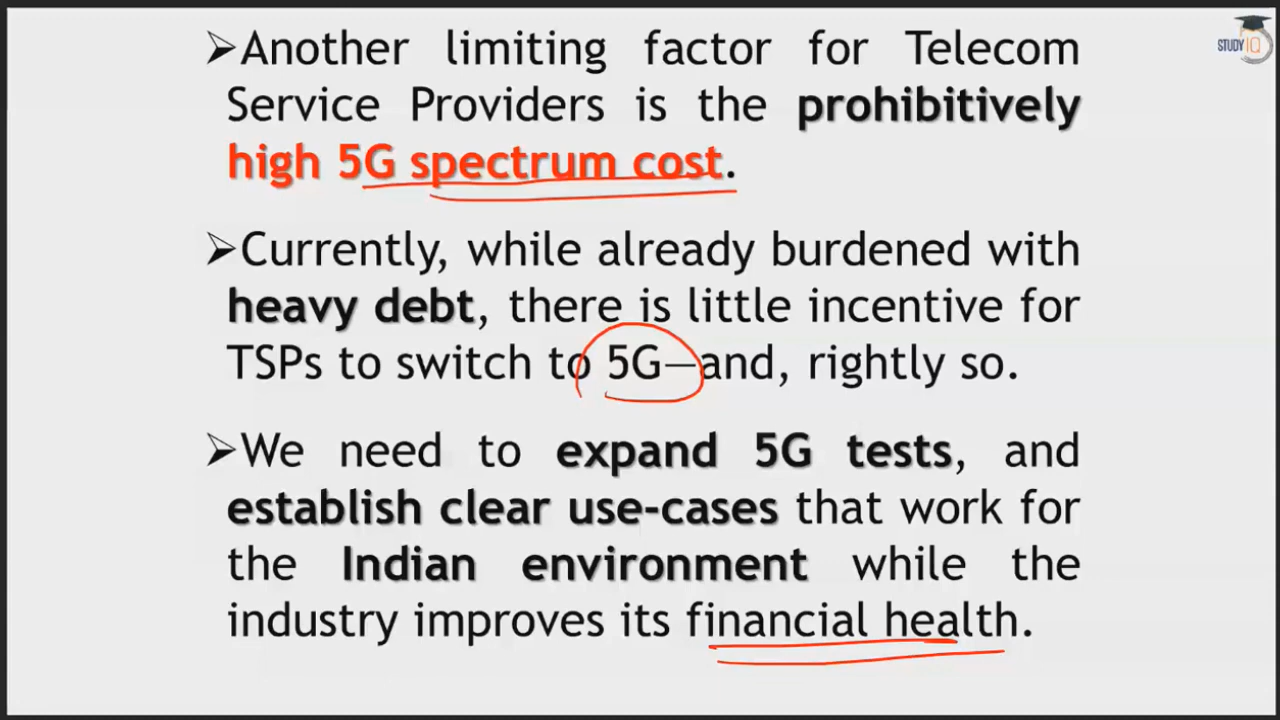 ➢Another limiting factor for Telecom
Service Providers is the prohibitively
high 5G spectrum cost.
➢Currently, while already burdened with
heavy debt, there is little incentive for
TSPs to switch to 5G—and, rightly so.
➢We need to expand 5G tests, and
establish clear use-cases that work for
the Indian environment while the
industry improves its financial health.
STUDY IQ